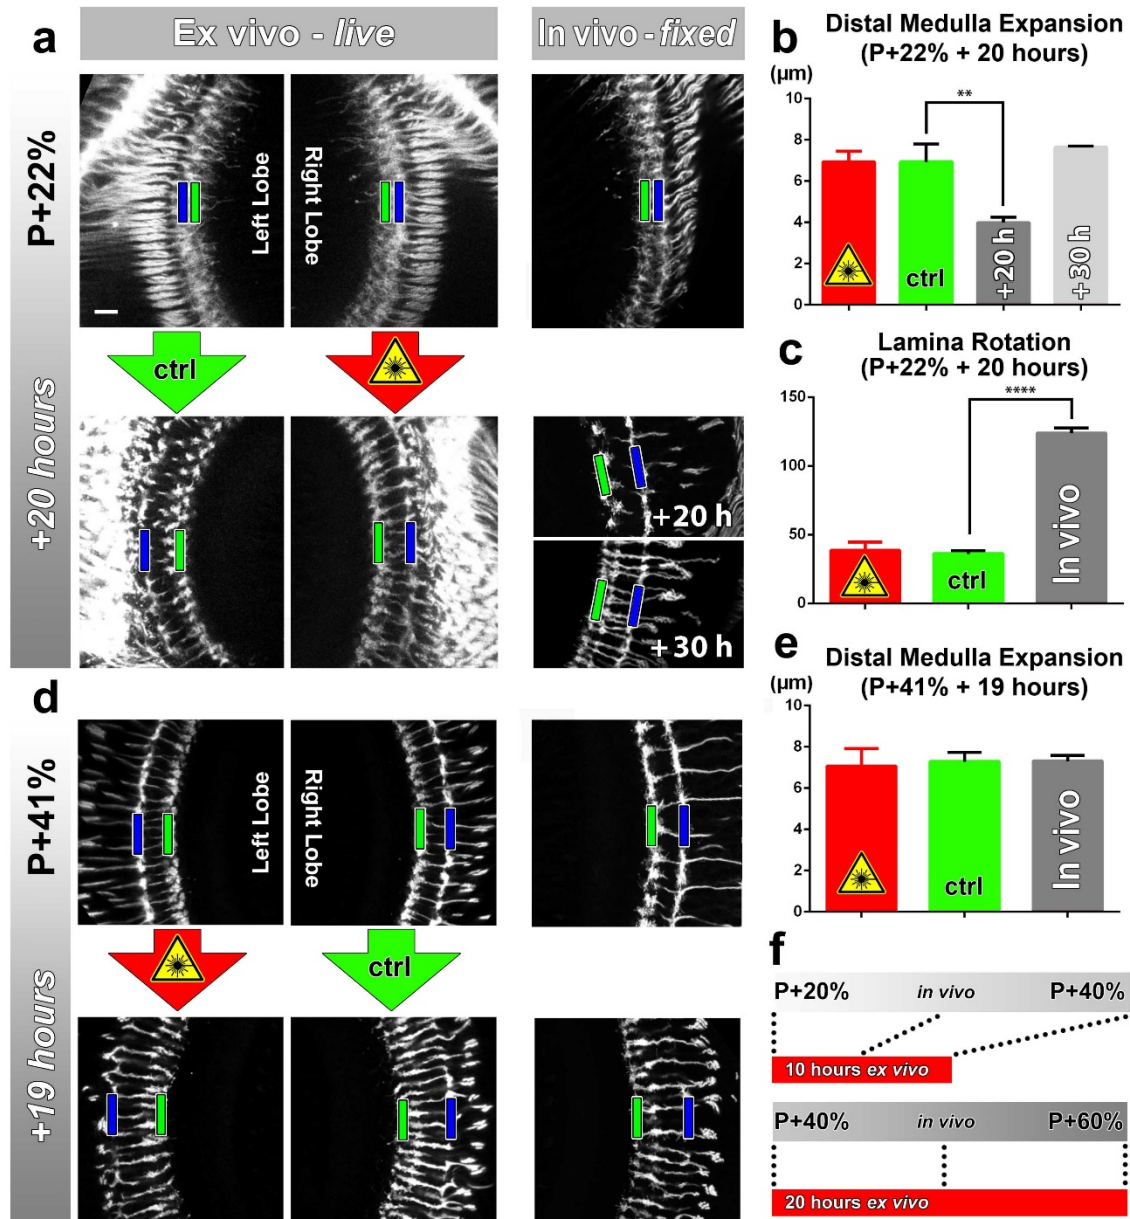 a
Ex vivo - live
In vivo - fixed
P+22%
Left Lobe
Right Lobe
ctrl
+20 hours
+20 h
+30 h
b
Distal Medulla Expansion
(P+22% + 20 hours)
(µm)
10
8
6
4
2
0
**
ctrl
+20 h
+30 h
c
Lamina Rotation
(P+22% + 20 hours)
150
100
50
0
****
ctrl
In vivo
d
P+41%
Left Lobe
Right Lobe
ctrl
+19 hours
e
Distal Medulla Expansion
(P+41% + 19 hours)
(µm)
10
8
6
4
2
0
ctrl
In vivo
f
P+20% in vivo P+40%
10 hours ex vivo
P+40% in vivo P+60%
20 hours ex vivo